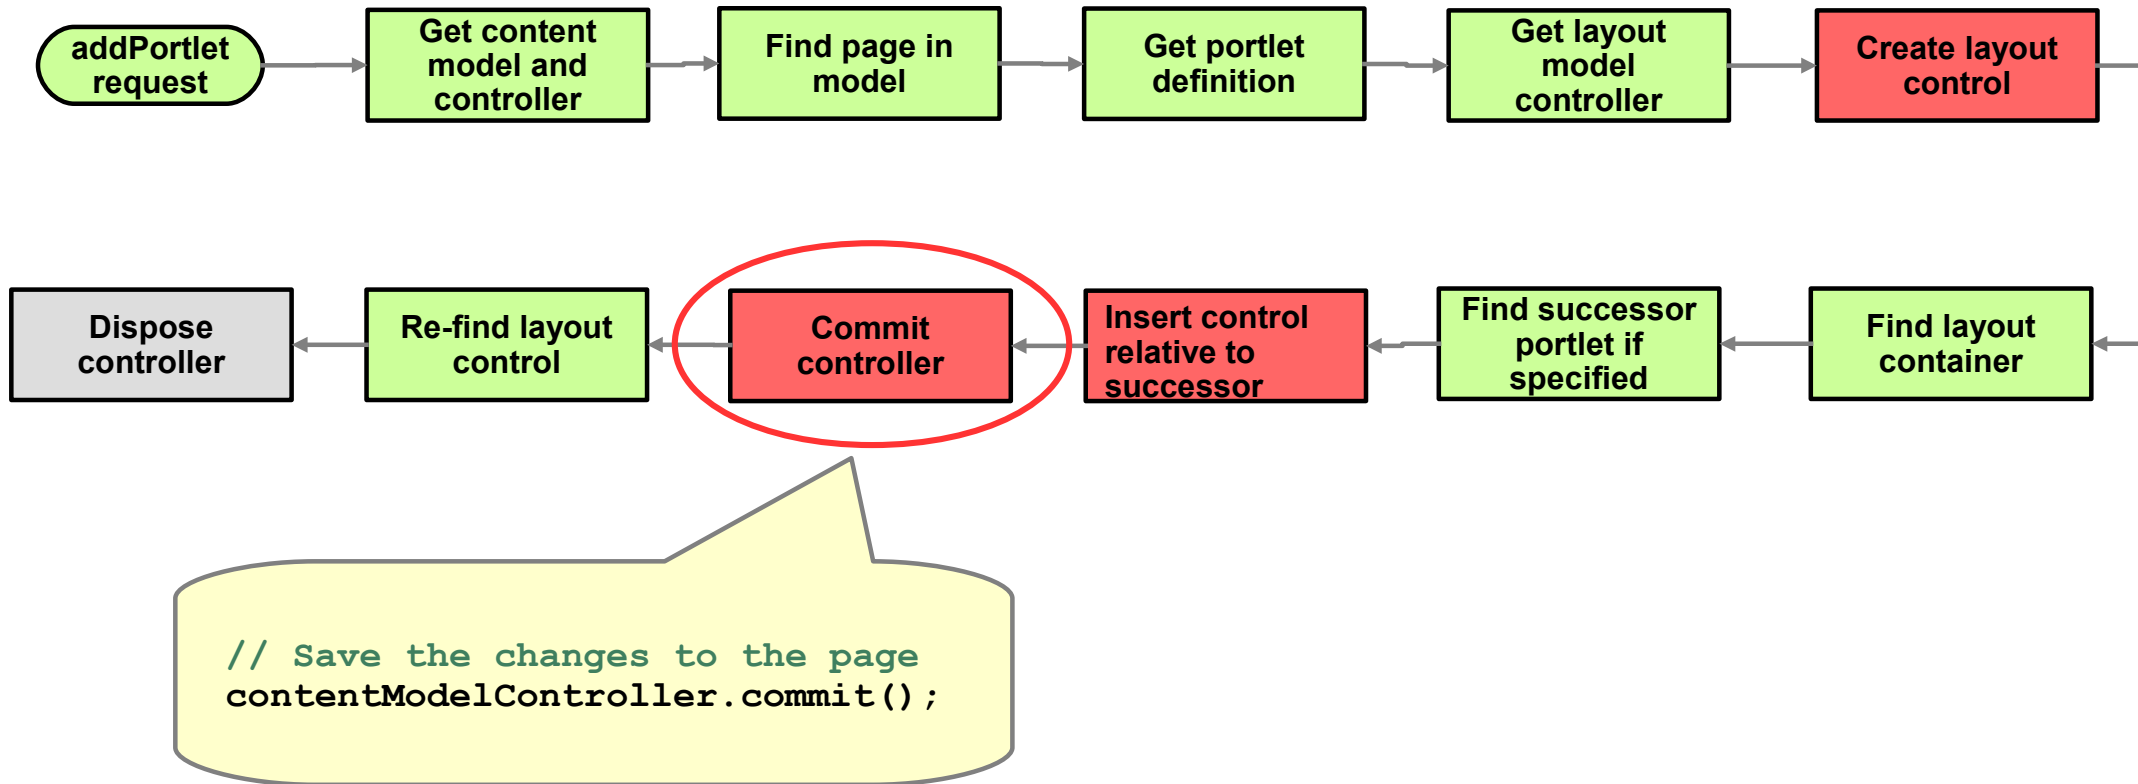 addPortlet
request
Get content
model and
controller
Find page in
model
Get portlet
definition
Get layout
model
controller
Create layout
control
Dispose
controller
Re-find layout
control
Commit
controller
Insert control
relative to
successor
Find successor
portlet if
specified
Find layout
container
// Save the changes to the page
contentModelController.commit();